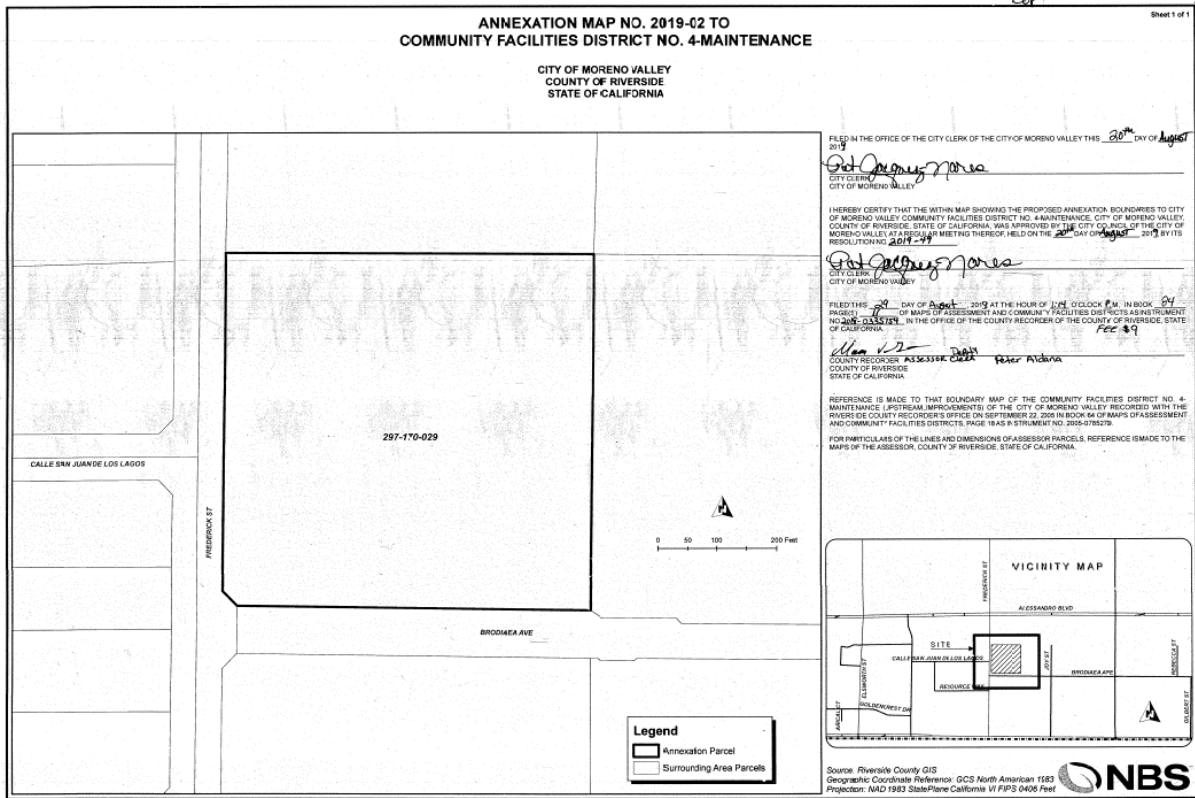 Sheet 1 of 1
ANNEXATION MAP NO. 2019-02 TO
COMMUNITY FACILITIES DISTRICT NO. 4-MAINTENANCE
CITY OF MORENO VALLEY
COUNTY OF RIVERSIDE
STATE OF CALIFORNIA
FILED IN THE OFFICE OF THE CITY CLERK OF THE CITY OF MORENO VALLEY THIS 20th DAY OF August
2019
Pat Jacquez-Nares
CITY CLERK
CITY OF MORENO VALLEY
I HEREBY CERTIFY THAT THE WITHIN MAP SHOWING THE PROPOSED ANNEXATION BOUNDARIES TO CITY
OF MORENO VALLEY COMMUNITY FACILITIES DISTRICT NO. 4-MAINTENANCE, CITY OF MORENO VALLEY,
COUNTY OF RIVERSIDE, STATE OF CALIFORNIA, WAS APPROVED BY THE CITY COUNCIL OF THE CITY OF
MORENO VALLEY AT A REGULAR MEETING THEREOF, HELD ON THE 20th DAY OF August 2019 BY ITS
RESOLUTION NO. 2019-49
Pat Jacquez-Nares
CITY CLERK
CITY OF MORENO VALLEY
FILED THIS 29 DAY OF August, 2019 AT THE HOUR OF 1:14 O'CLOCK P.M. IN BOOK 84
PAGE(S) 17 OF MAPS OF ASSESSMENT AND COMMUNITY FACILITIES DISTRICTS AS INSTRUMENT
NO. IN THE OFFICE OF THE COUNTY RECORDER OF THE COUNTY OF RIVERSIDE, STATE
OF CALIFORNIA.
FEE $9
COUNTY RECORDER ASSESSOR Clerk Deputy Peter Aldana
COUNTY OF RIVERSIDE
STATE OF CALIFORNIA
REFERENCE IS MADE TO THAT BOUNDARY MAP OF THE COMMUNITY FACILITIES DISTRICT NO. 4-
MAINTENANCE (UPSTREAM IMPROVEMENTS) OF THE CITY OF MORENO VALLEY RECORDED WITH THE
RIVERSIDE COUNTY RECORDER'S OFFICE ON SEPTEMBER 22, 2005 IN BOOK 64 OF MAPS OF ASSESSMENT
AND COMMUNITY FACILITIES DISTRICTS, PAGE 18 AS INSTRUMENT NO. 2005-0785279.
FOR PARTICULARS OF THE LINES AND DIMENSIONS OF ASSESSOR PARCELS, REFERENCE IS MADE TO THE
MAPS OF THE ASSESSOR, COUNTY OF RIVERSIDE, STATE OF CALIFORNIA.
297-170-029
CALLE SAN JUAN DE LOS LAGOS
FREDERICK ST
BRODIAEA AVE
0 50 100 200 Feet
Legend
Annexation Parcel
Surrounding Area Parcels
VICINITY MAP
FREDERICK ST
ALESSANDRO BLVD
SITE
CALLE SAN JUAN DE LOS LAGOS
ELSWORTH ST
JOY ST
REBECCA ST
BRODIAEA AVE
RESOURCE WAY
GOLDENCREST DR
GILBERT ST
Source: Riverside County GIS
Geographic Coordinate Reference: GCS North American 1983
Projection: NAD 1983 StatePlane California VI FIPS 0406 Feet
NBS